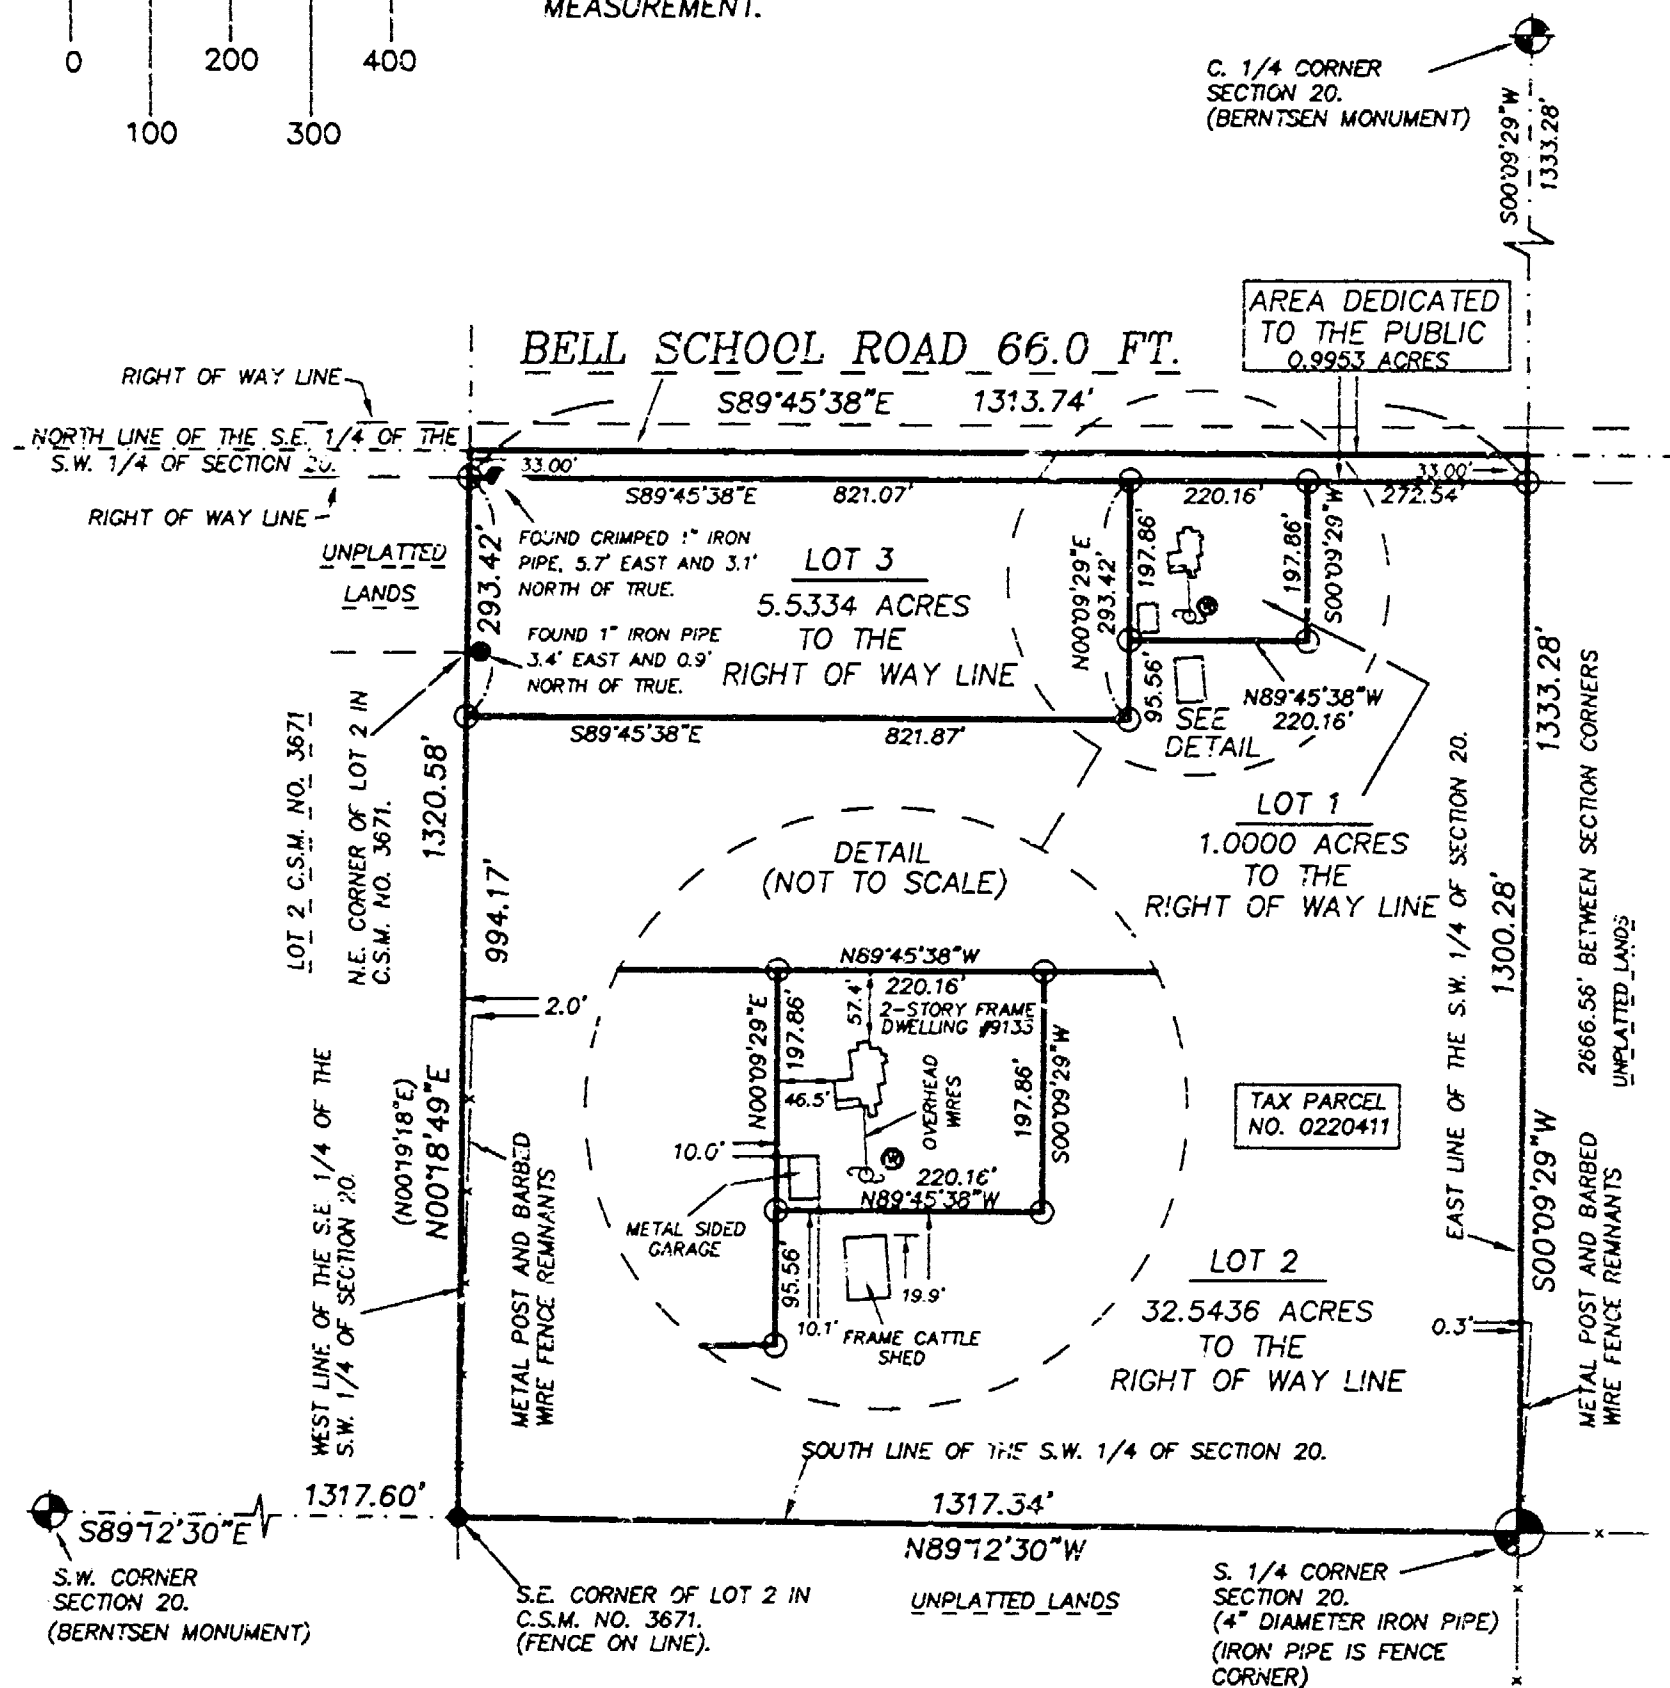 MEASUREMENT.
0
200
400
100
300
C. 1/4 CORNER
SECTION 20.
(BERNTSEN MONUMENT)
S00°09'29"W
1333.28'
AREA DEDICATED
TO THE PUBLIC
0.9953 ACRES
BELL SCHOOL ROAD 66.0 FT.
S89°45'38"E 1313.74'
RIGHT OF WAY LINE
NORTH LINE OF THE S.E. 1/4 OF THE
S.W. 1/4 OF SECTION 20.
RIGHT OF WAY LINE
33.00'
S89°45'38"E 821.07'
220.16'
33.00'
272.54'
UNPLATTED
LANDS
293.42'
FOUND CRIMPED 1" IRON
PIPE, 5.7' EAST AND 3.1'
NORTH OF TRUE.
FOUND 1" IRON PIPE
3.4' EAST AND 0.9'
NORTH OF TRUE.
LOT 3
5.5334 ACRES
TO THE
RIGHT OF WAY LINE
N00°09'29"E
293.42'
197.86'
95.56'
197.86'
S00°09'29"W
N89°45'38"W
220.16'
SEE
DETAIL
S89°45'38"E 821.87'
LOT 2 C.S.M. NO. 3671
N.E. CORNER OF LOT 2 IN
C.S.M. NO. 3671.
1320.58'
994.17'
2.0'
LOT 1
1.0000 ACRES
TO THE
RIGHT OF WAY LINE
EAST LINE OF THE S.W. 1/4 OF SECTION 20.
1300.28'
1333.28'
2666.56' BETWEEN SECTION CORNERS
UNPLATTED LANDS
DETAIL
(NOT TO SCALE)
N89°45'38"W
220.16'
2-STORY FRAME
DWELLING #9133
57.4'
N00°09'29"E
197.86'
46.5'
OVERHEAD
WIRES
197.86'
S00°09'29"W
10.0'
W
220.16'
N89°45'38"W
METAL SIDED
GARAGE
95.56'
10.1'
19.9'
FRAME CATTLE
SHED
TAX PARCEL
NO. 0220411
WEST LINE OF THE S.E. 1/4 OF THE
S.W. 1/4 OF SECTION 20.
(N00°19'18"E)
N00°18'49"E
METAL POST AND BARBED
WIRE FENCE REMNANTS
LOT 2
32.5436 ACRES
TO THE
RIGHT OF WAY LINE
0.3'
S00°09'29"W
METAL POST AND BARBED
WIRE FENCE REMNANTS
SOUTH LINE OF THE S.W. 1/4 OF SECTION 20.
1317.60'
S89°12'30"E
1317.34'
N89°12'30"W
S.W. CORNER
SECTION 20.
(BERNTSEN MONUMENT)
S.E. CORNER OF LOT 2 IN
C.S.M. NO. 3671.
(FENCE ON LINE).
UNPLATTED LANDS
S. 1/4 CORNER
SECTION 20.
(4" DIAMETER IRON PIPE)
(IRON PIPE IS FENCE
CORNER)